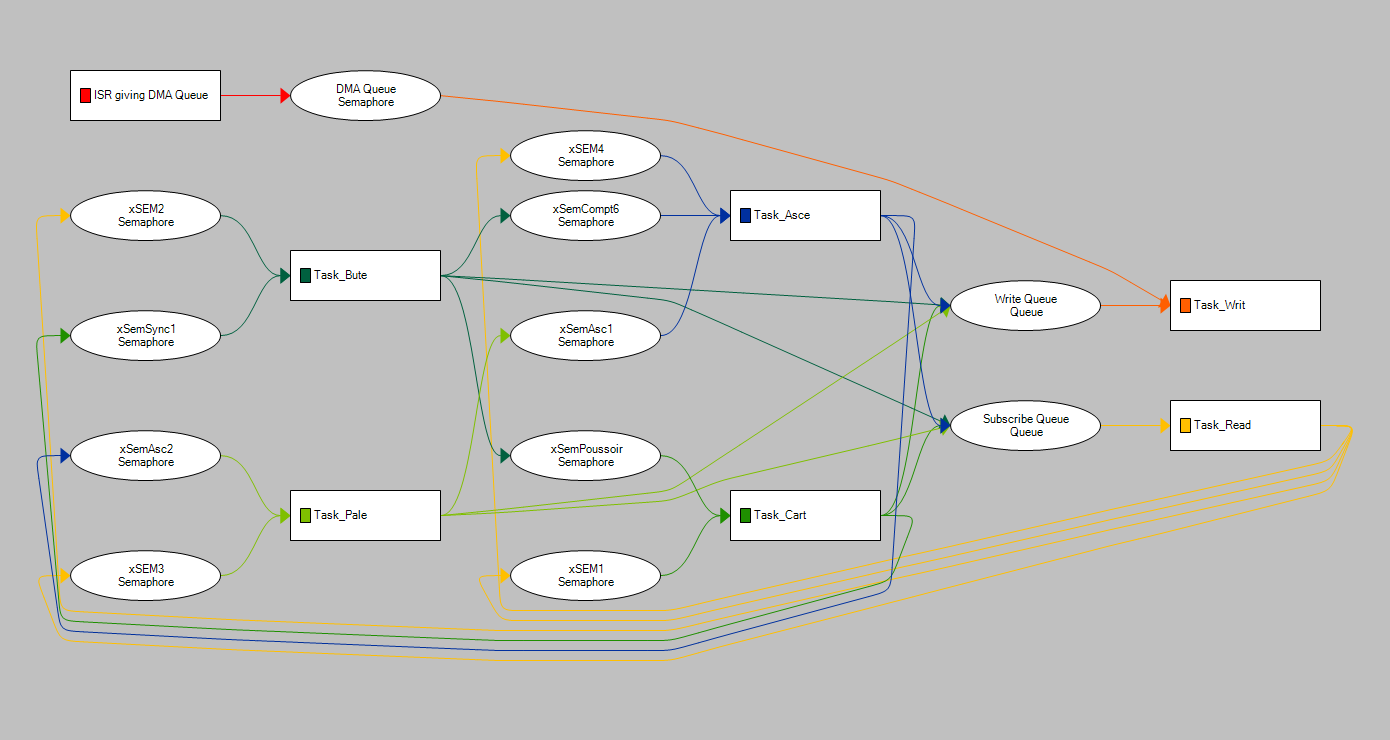 ISR giving DMA Queue
DMA Queue
Semaphore
xSEM4
Semaphore
xSEM2
Semaphore
xSemCompt6
Semaphore
Task_Asce
Task_Bute
Write Queue
Queue
Task_Writ
xSemSync1
Semaphore
xSemAsc1
Semaphore
Subscribe Queue
Queue
Task_Read
xSemAsc2
Semaphore
xSemPoussoir
Semaphore
Task_Pale
Task_Cart
xSEM3
Semaphore
xSEM1
Semaphore